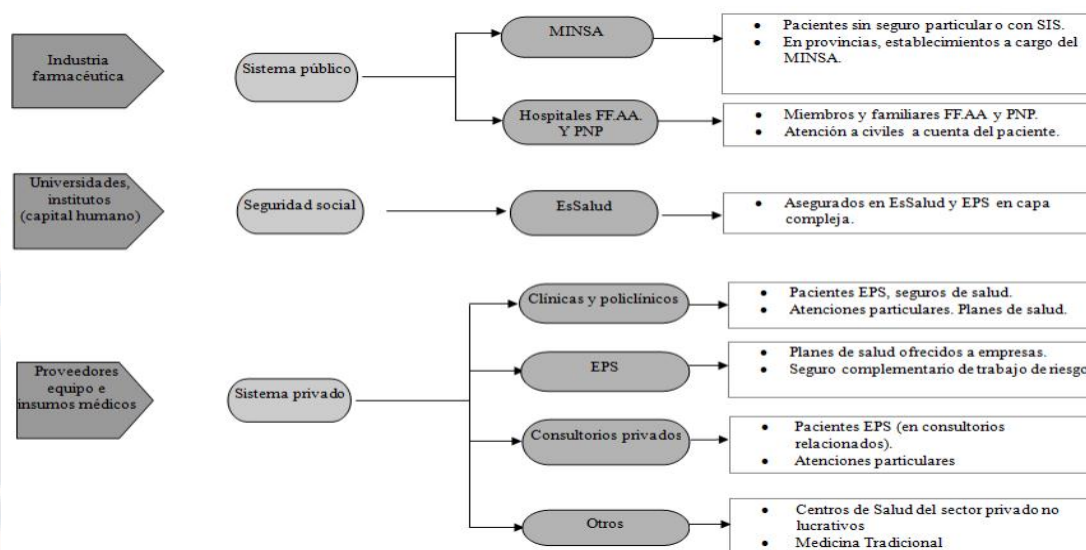 Industria
farmacéutica
Sistema público
MINSA
• Pacientes sin seguro particular o con SIS.
• En provincias, establecimientos a cargo del
MINSA.
Hospitales FF.AA.
Y PNP
• Miembros y familiares FF.AA y PNP.
• Atención a civiles a cuenta del paciente.
Universidades,
institutos
(capital humano)
Seguridad social
EsSalud
• Asegurados en EsSalud y EPS en capa
compleja.
Proveedores
equipo e
insumos médicos
Sistema privado
Clínicas y policlínicos
• Pacientes EPS, seguros de salud.
• Atenciones particulares. Planes de salud.
EPS
• Planes de salud ofrecidos a empresas.
• Seguro complementario de trabajo de riesgo
Consultorios privados
• Pacientes EPS (en consultorios
relacionados).
• Atenciones particulares
Otros
• Centros de Salud del sector privado no
lucrativos
• Medicina Tradicional